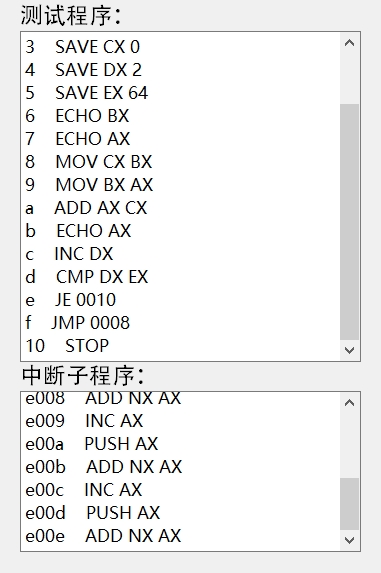 测试程序：
3 SAVE CX 0
4 SAVE DX 2
5 SAVE EX 64
6 ECHO BX
7 ECHO AX
8 MOV CX BX
9 MOV BX AX
a ADD AX CX
b ECHO AX
c INC DX
d CMP DX EX
e JE 0010
f JMP 0008
10 STOP
中断子程序：
e008 ADD NX AX
e009 INC AX
e00a PUSH AX
e00b ADD NX AX
e00c INC AX
e00d PUSH AX
e00e ADD NX AX